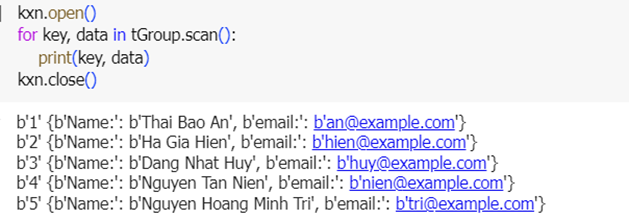 kxn.open()
for key, data in tGroup.scan():
    print(key, data)
kxn.close()
b'1' {b'Name:': b'Thai Bao An', b'email:': b'an@example.com'}
b'2' {b'Name:': b'Ha Gia Hien', b'email:': b'hien@example.com'}
b'3' {b'Name:': b'Dang Nhat Huy', b'email:': b'huy@example.com'}
b'4' {b'Name:': b'Nguyen Tan Nien', b'email:': b'nien@example.com'}
b'5' {b'Name:': b'Nguyen Hoang Minh Tri', b'email:': b'tri@example.com'}